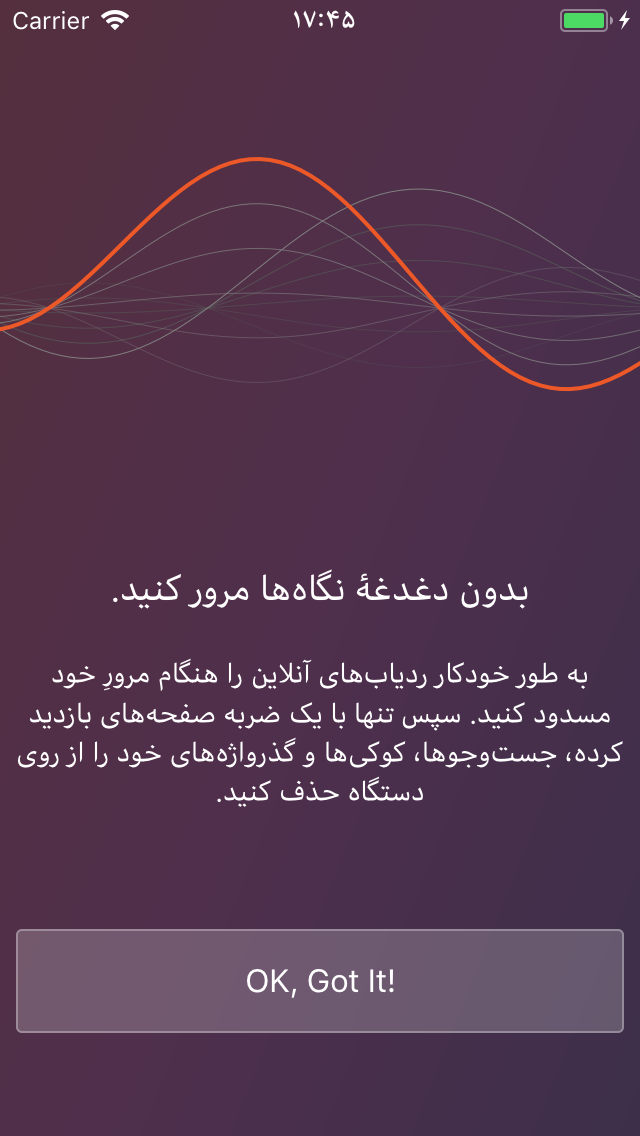 Carrier
۱۷:۴۵
بدون دغدغهٔ نگاه‌ها مرور کنید.
به طور خودکار ردیاب‌های آنلاین را هنگام مرورِ خود
مسدود کنید. سپس تنها با یک ضربه صفحه‌های بازدید
کرده، جست‌وجوها، کوکی‌ها و گذرواژه‌های خود را از روی
دستگاه حذف کنید.
OK, Got It!